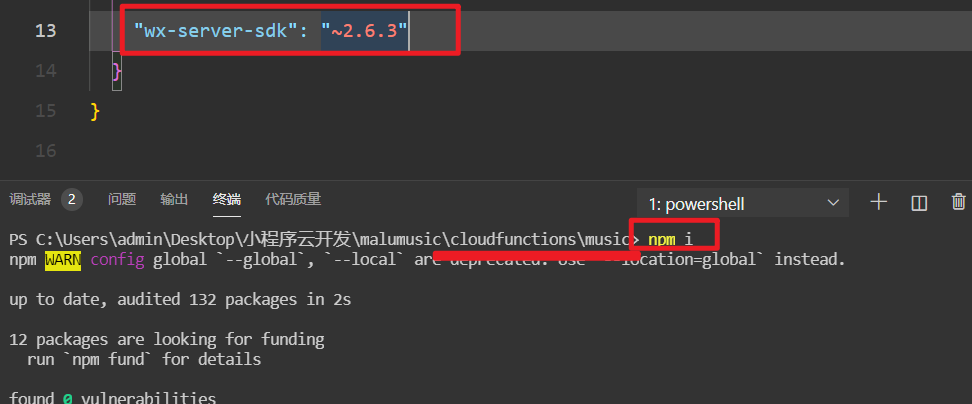 13 "wx-server-sdk": "~2.6.3"
14 }
15 }
16
调试器 2 问题 输出 终端 代码质量 1: powershell
PS C:\Users\admin\Desktop\小程序云开发\malumusic\cloudfunctions\music> npm i
npm WARN config global `--global`, `--local` are deprecated. Use `--location=global` instead.
up to date, audited 132 packages in 2s
12 packages are looking for funding
run `npm fund` for details
found 0 vulnerabilities